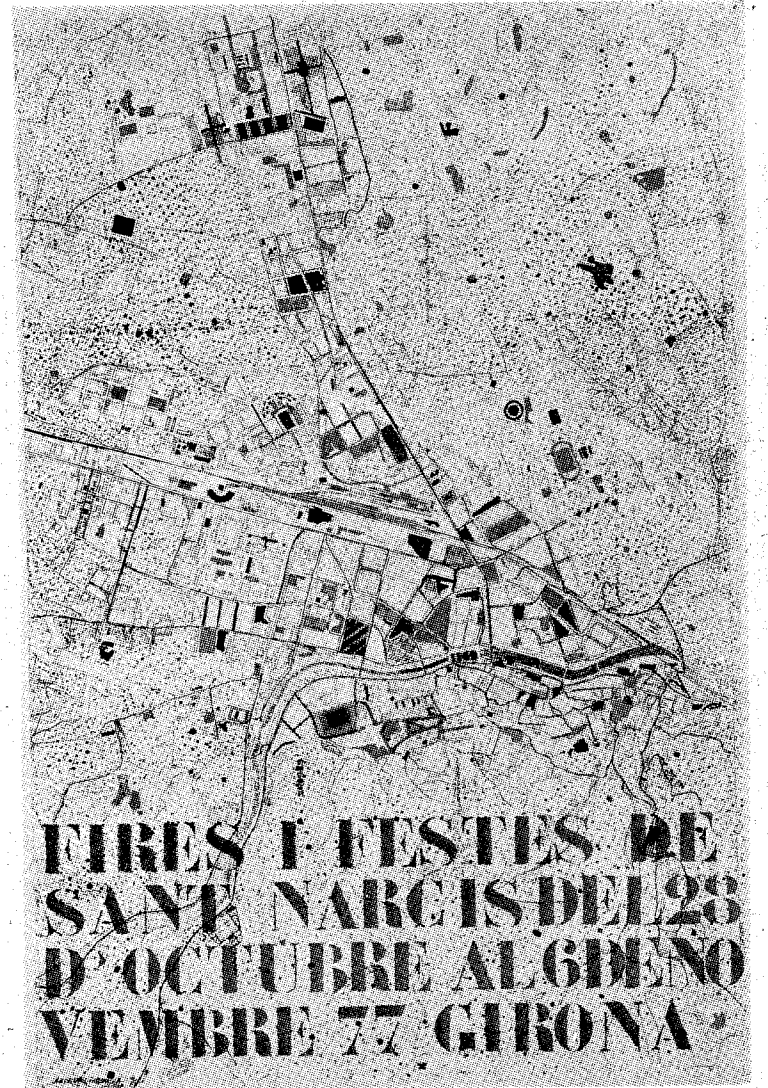 FIRES I FESTES DE
SANT NARCIS DEL 28
D'OCTUBRE AL 6 DE NO
VEMBRE 77 GIRONA